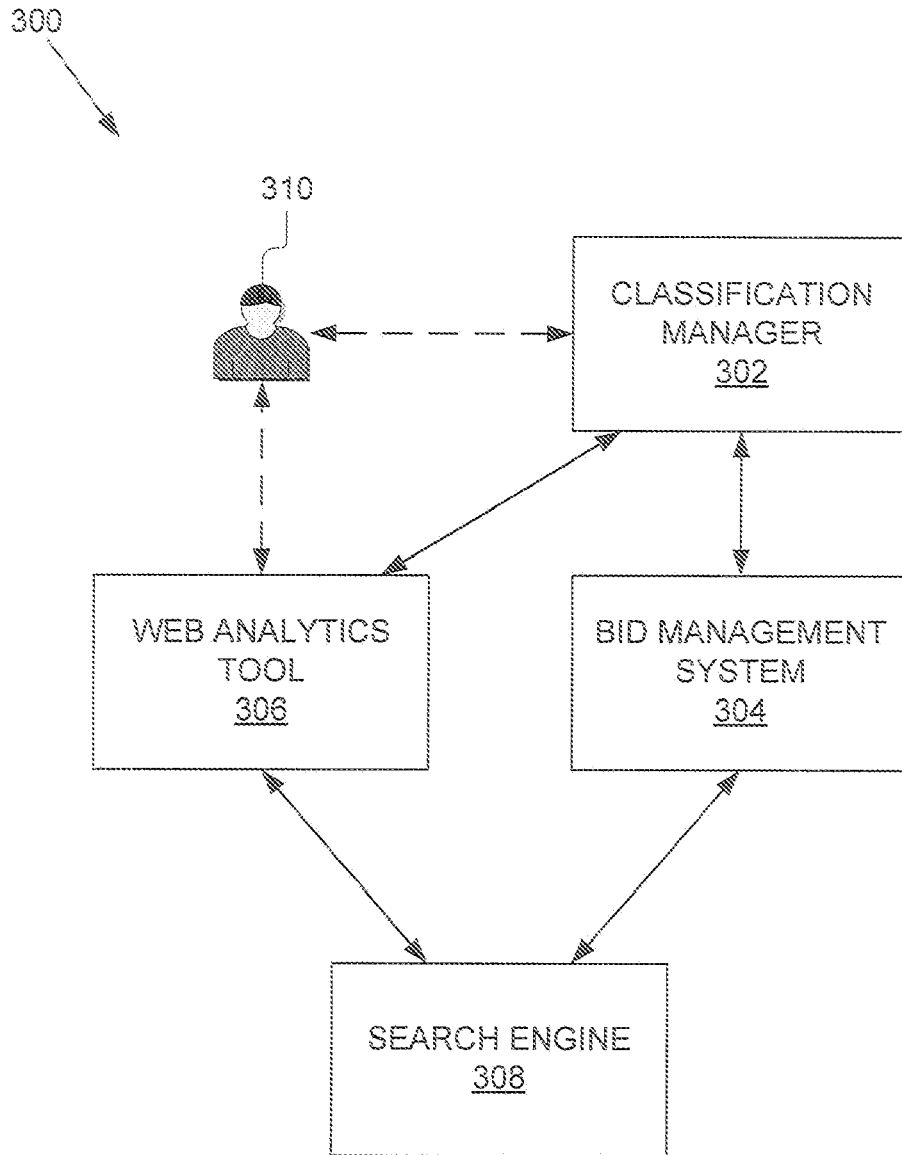 300
310
CLASSIFICATION
MANAGER
302
WEB ANALYTICS
TOOL
306
BID MANAGEMENT
SYSTEM
304
SEARCH ENGINE
308